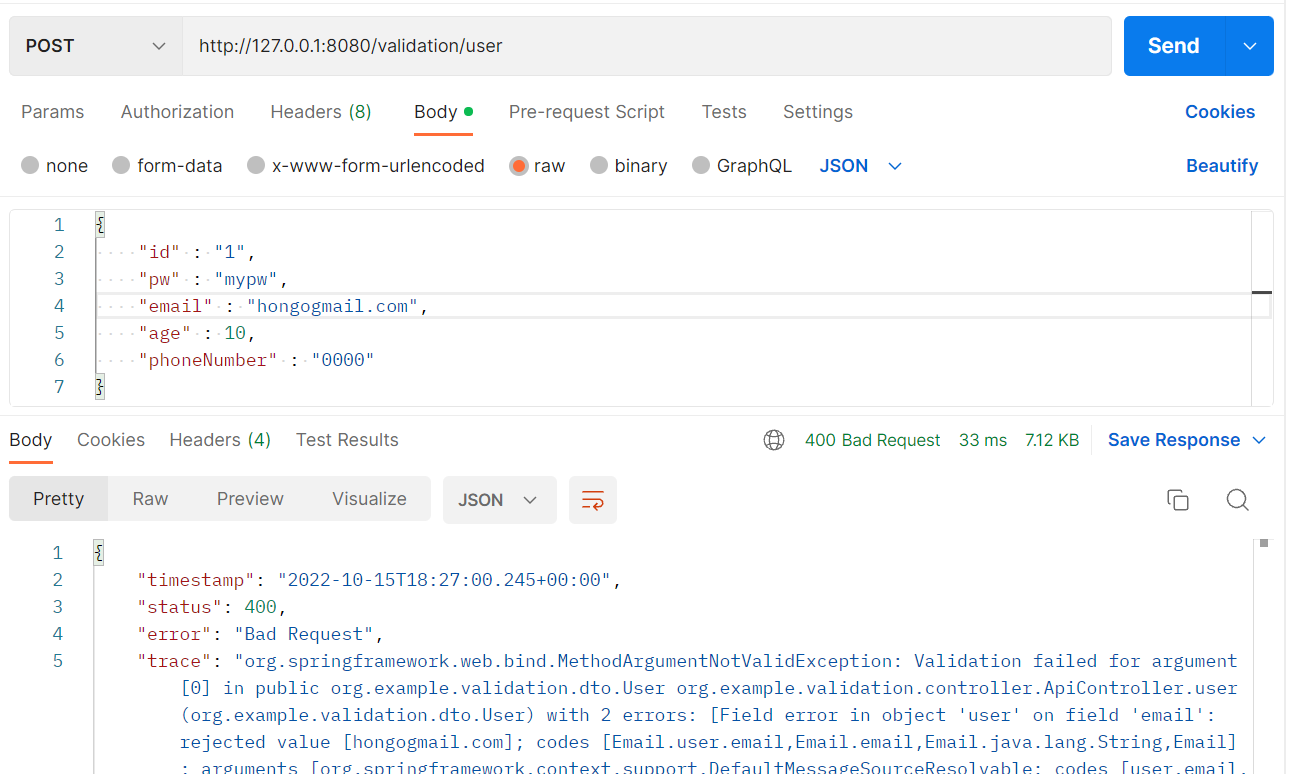 POST http://127.0.0.1:8080/validation/user Send
Params Authorization Headers (8) Body Pre-request Script Tests Settings Cookies
none form-data x-www-form-urlencoded raw binary GraphQL JSON Beautify
1 {
2 "id" : "1",
3 "pw" : "mypw",
4 "email" : "hongogmail.com",
5 "age" : 10,
6 "phoneNumber" : "0000"
7 }
Body Cookies Headers (4) Test Results 400 Bad Request 33 ms 7.12 KB Save Response
Pretty Raw Preview Visualize JSON
1 {
2 "timestamp": "2022-10-15T18:27:00.245+00:00",
3 "status": 400,
4 "error": "Bad Request",
5 "trace": "org.springframework.web.bind.MethodArgumentNotValidException: Validation failed for argument
[0] in public org.example.validation.dto.User org.example.validation.controller.ApiController.user
(org.example.validation.dto.User) with 2 errors: [Field error in object 'user' on field 'email':
rejected value [hongogmail.com]; codes [Email.user.email,Email.email,Email.java.lang.String,Email]
; arguments [org.springframework.context.support.DefaultMessageSourceResolvable: codes [user.email,